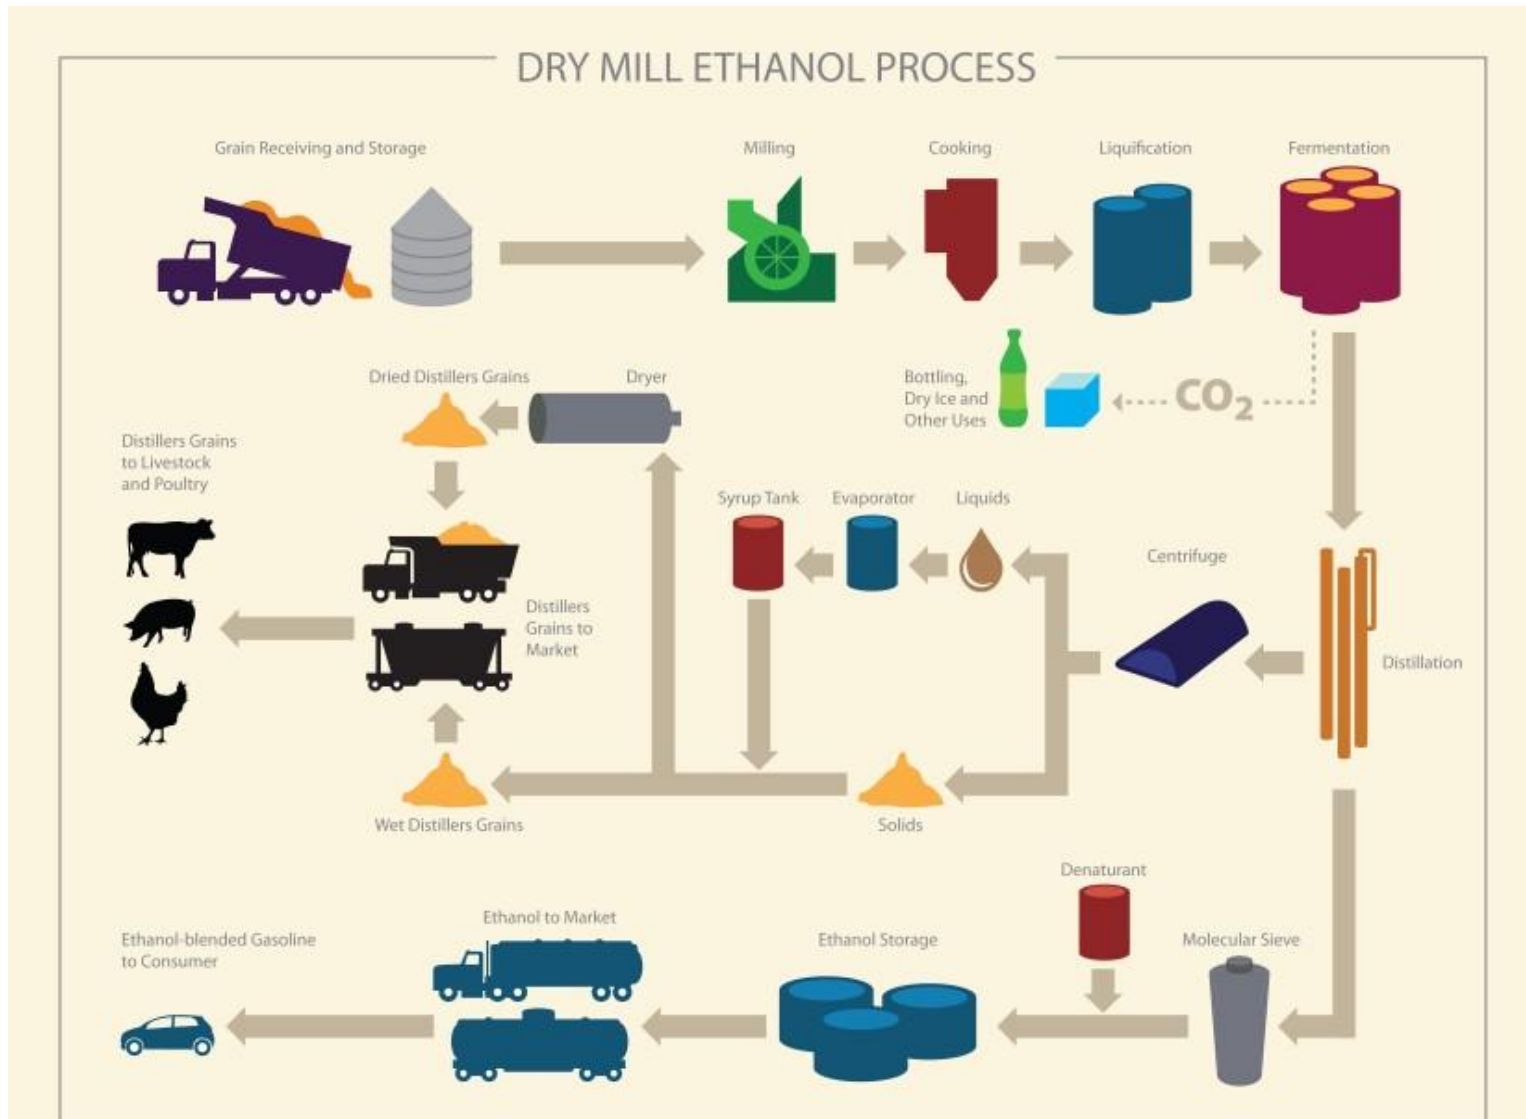 DRY MILL ETHANOL PROCESS
Grain Receiving and Storage
Milling
Cooking
Liquification
Fermentation
Dried Distillers Grains
Dryer
Bottling,
Dry Ice and
Other Uses
CO2
Distillers Grains
to Livestock
and Poultry
Syrup Tank
Evaporator
Liquids
Centrifuge
Distillers
Grains to
Market
Distillation
Wet Distillers Grains
Solids
Denaturant
Ethanol-blended Gasoline
to Consumer
Ethanol to Market
Ethanol Storage
Molecular Sieve